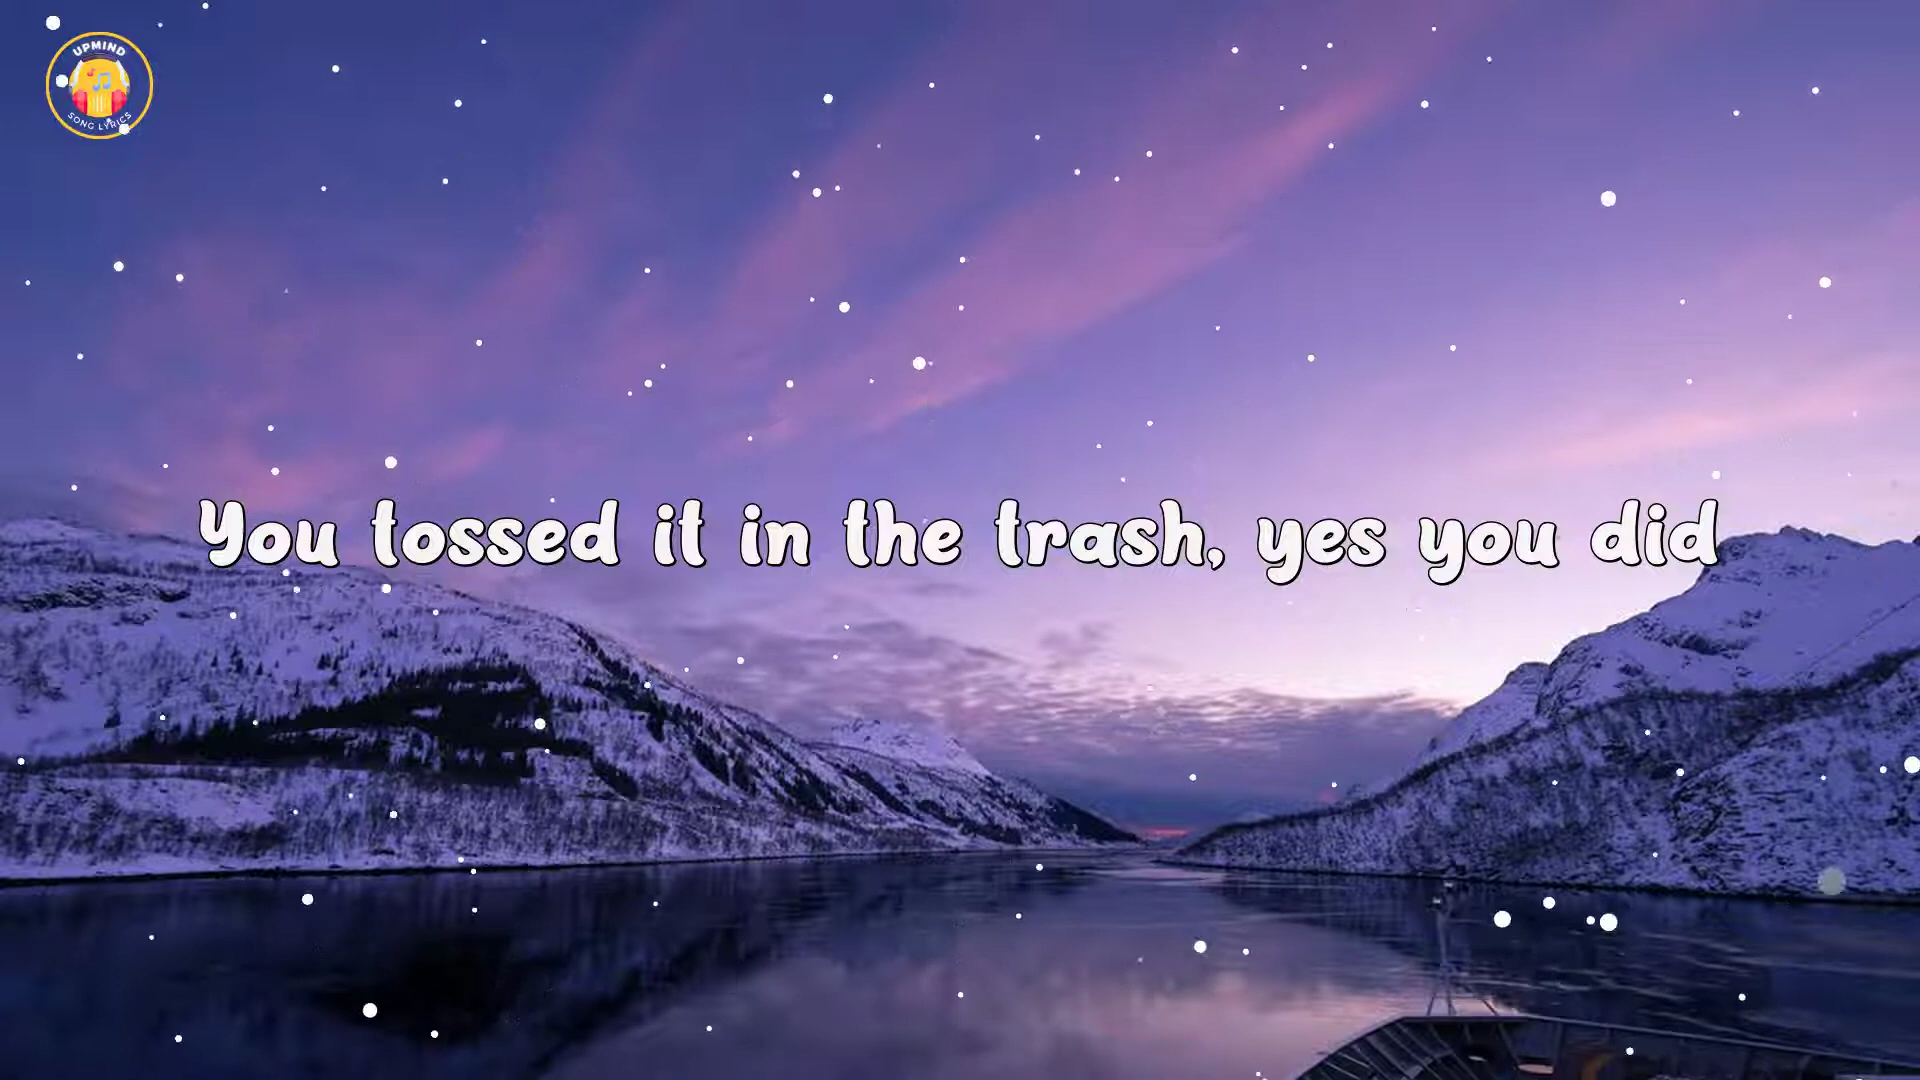 UPMIND
SONG LYRICS
You tossed it in the trash, yes you did